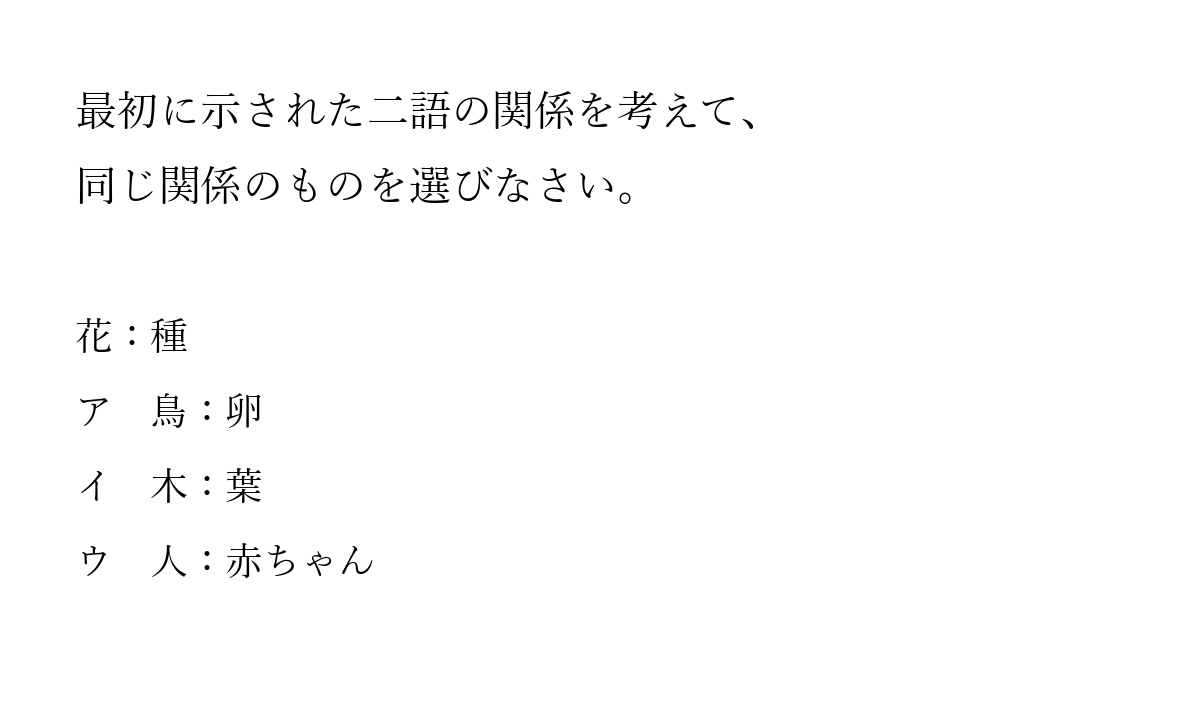 最初に示された二語の関係を考えて、
同じ関係のものを選びなさい。
花：種
ア　鳥：卵
イ　木：葉
ウ　人：赤ちゃん